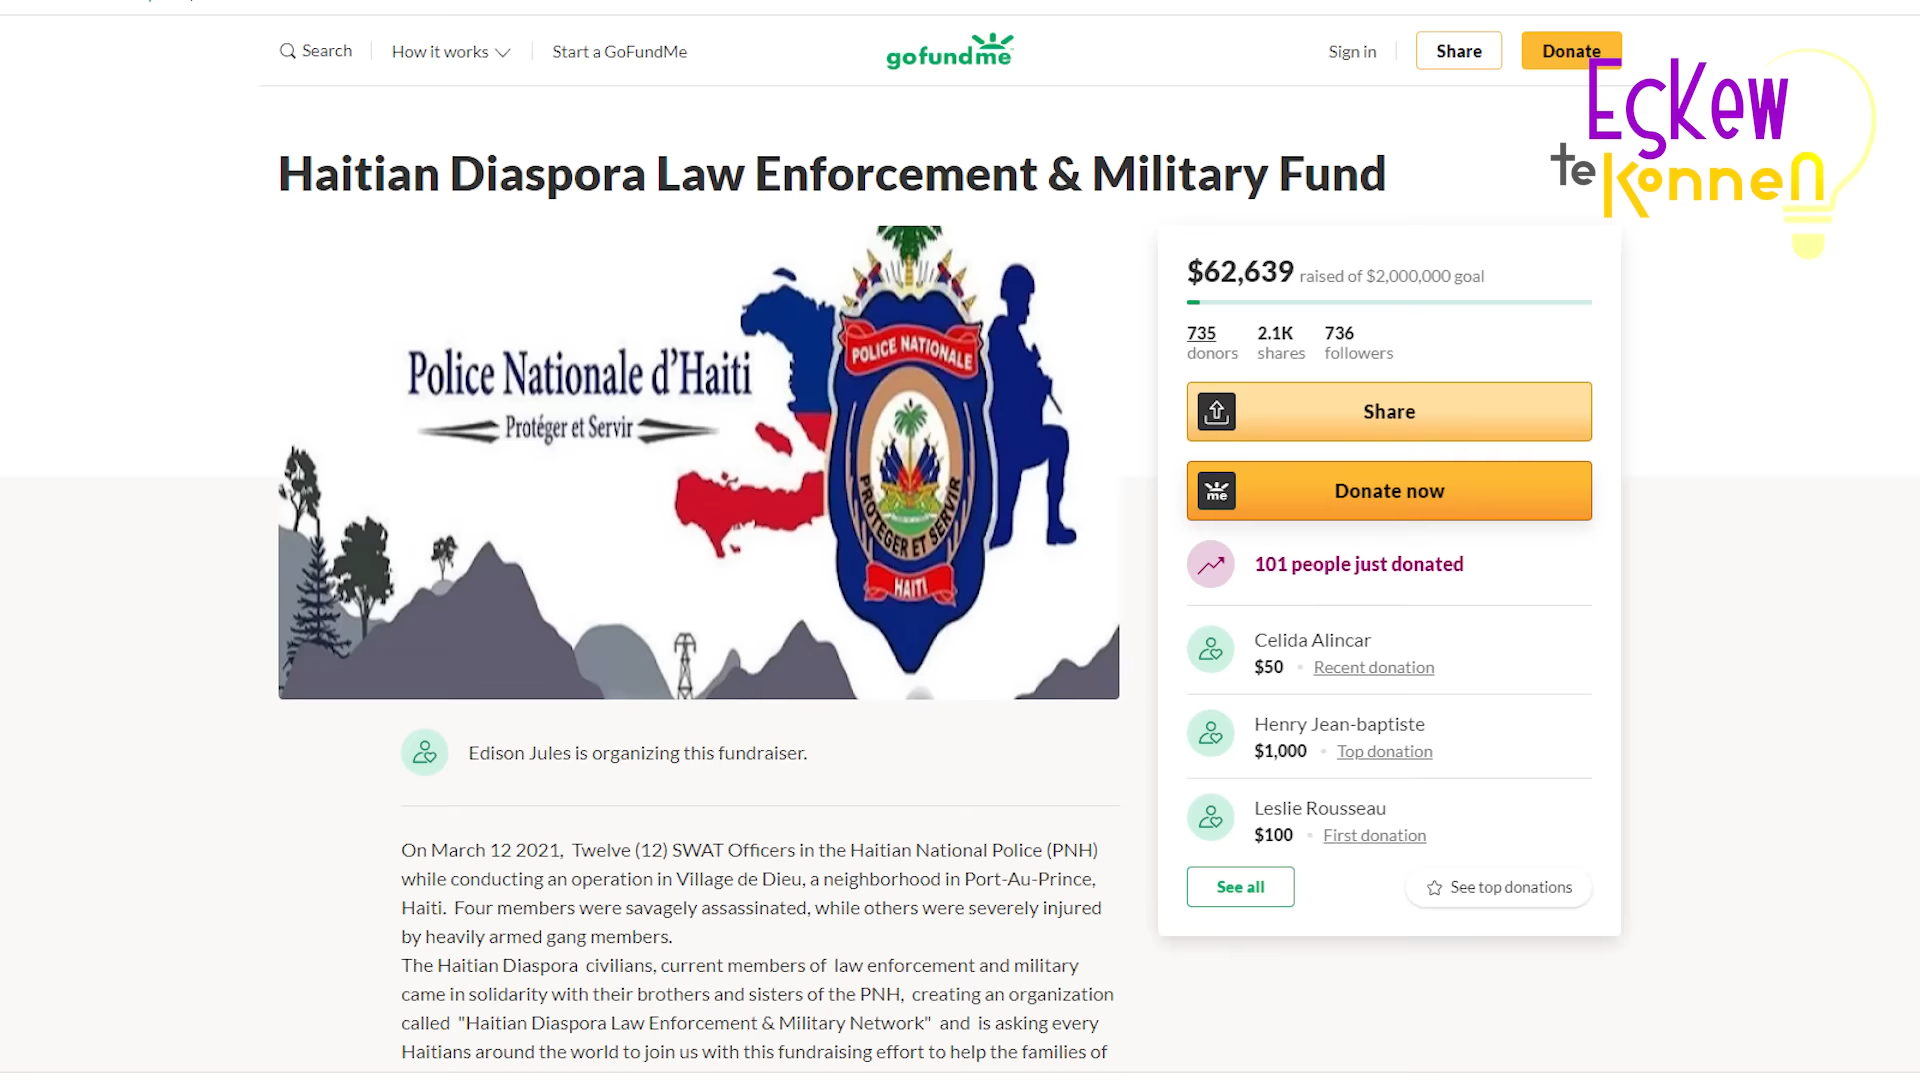 Search
How it works
Start a GoFundMe
gofundme
Sign in
Share
Donate
Eskew
te
Konnen
Haitian Diaspora Law Enforcement & Military Fund
Police Nationale d'Haiti
Protéger et Servir
POLICE NATIONALE
PROTEGER ET SERVIR
HAITI
$62,639 raised of $2,000,000 goal
735 donors
2.1K shares
736 followers
Share
me
Donate now
101 people just donated
Celida Alincar
$50 • Recent donation
Henry Jean-baptiste
$1,000 • Top donation
Leslie Rousseau
$100 • First donation
See all
See top donations
Edison Jules is organizing this fundraiser.
On March 12 2021, Twelve (12) SWAT Officers in the Haitian National Police (PNH)
while conducting an operation in Village de Dieu, a neighborhood in Port-Au-Prince,
Haiti. Four members were savagely assassinated, while others were severely injured
by heavily armed gang members.
The Haitian Diaspora civilians, current members of law enforcement and military
came in solidarity with their brothers and sisters of the PNH, creating an organization
called "Haitian Diaspora Law Enforcement & Military Network" and is asking every
Haitians around the world to join us with this fundraising effort to help the families of